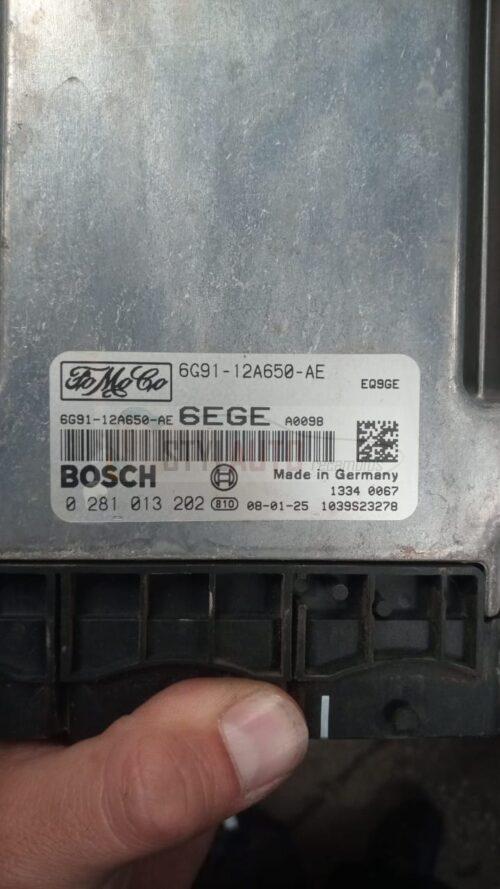 FoMoCo 6G91-12A650-AE
EQ9GE
6G91-12A650-AE 6EGE A0098
BOSCH Made in Germany
1334 0067
0 281 013 202 810 08-01-25 1039S23278